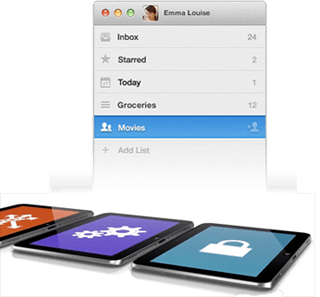 Emma Louise
Inbox 24
Starred 2
Today 1
Groceries 12
Movies
Add List